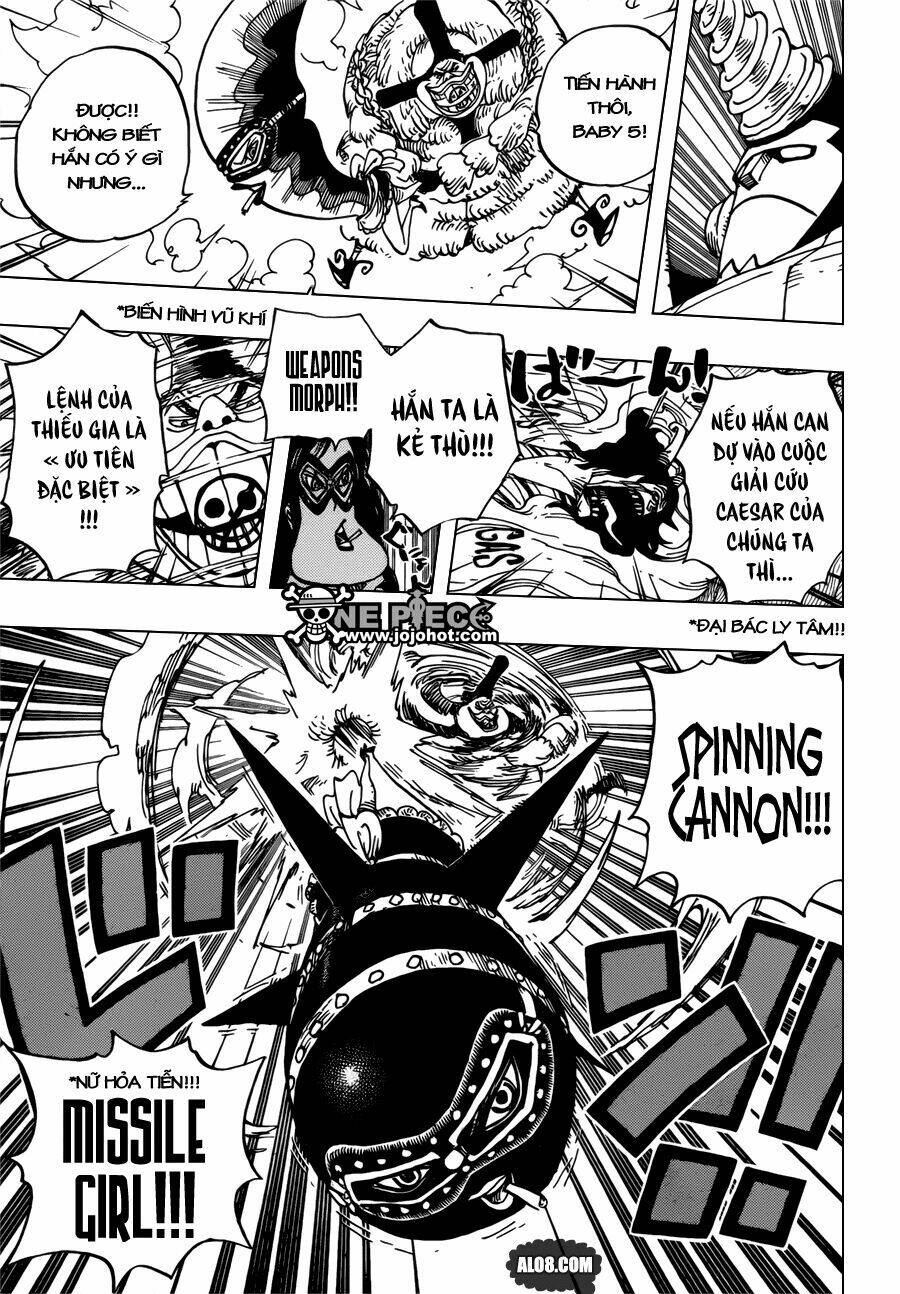 TIẾN HÀNH
THÔI,
BABY 5!
ĐƯỢC!!
KHÔNG BIẾT
HẮN CÓ Ý GÌ
NHƯNG...
NẾU HẮN CAN
DỰ VÀO CUỘC
GIẢI CỨU
CAESAR CỦA
CHÚNG TA
THÌ...
ばーん!
GAS
HẮN TA LÀ
KẺ THÙ!!!
*BIẾN HÌNH VŨ KHÍ
WEAPONS
MORPH!!
LỆNH CỦA
THIẾU GIA LÀ
« ƯU TIÊN
ĐẶC BIỆT »
!!!
ONE PIECE
www.jojohot.com
*ĐẠI BÁC LY TÂM!!
SPINNING
CANNON!!!
*NỮ HỎA TIỄN!!!
MISSILE
GIRL!!!
ALO8.COM